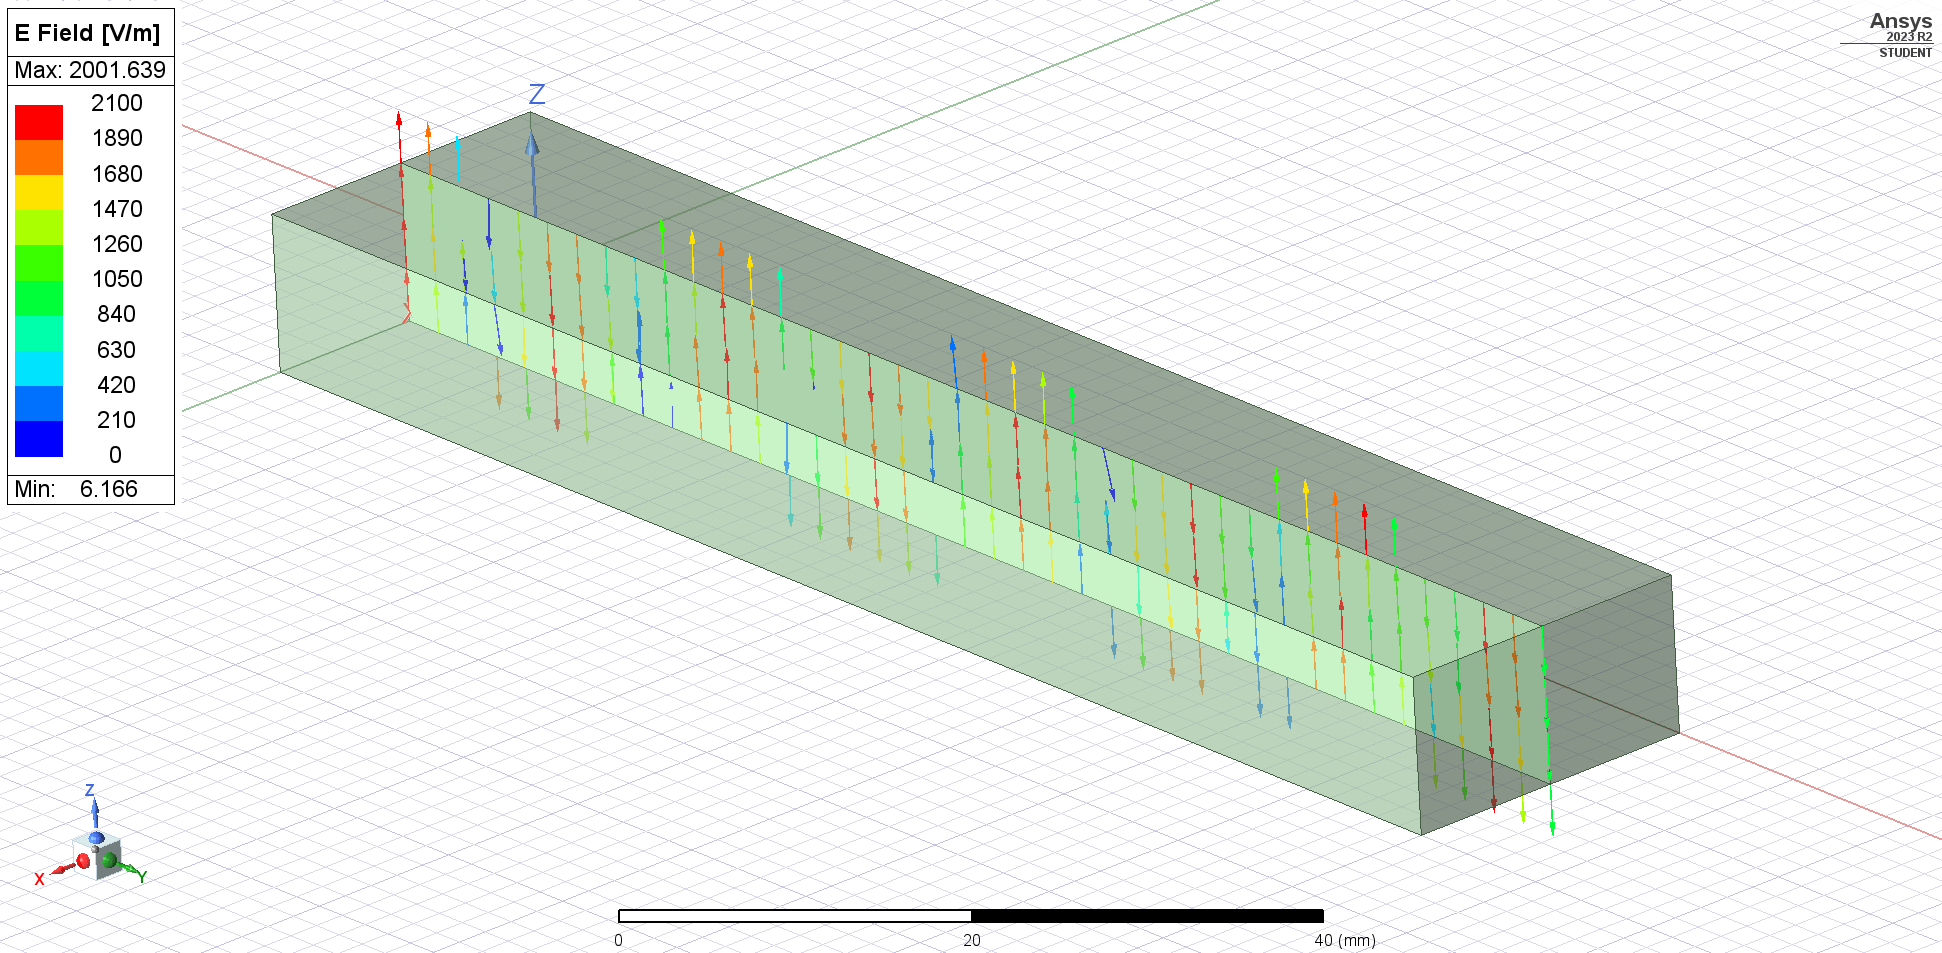 E Field [V/m]
Max: 2001.639
2100
1890
1680
1470
1260
1050
840
630
420
210
0
Min: 6.166
Z
Ansys
2023 R2
STUDENT
Z
X
Y
0
20
40 (mm)